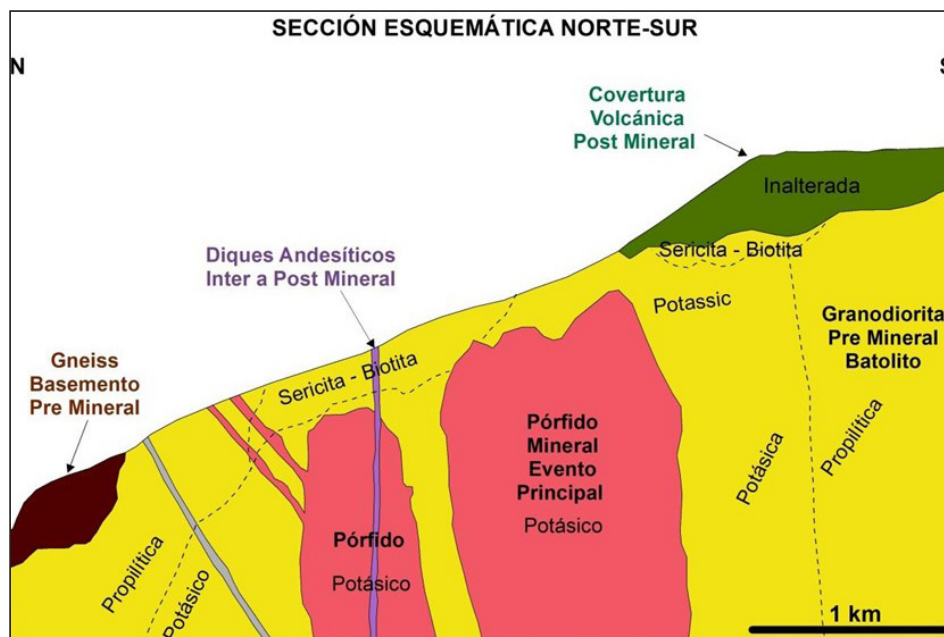 SECCIÓN ESQUEMÁTICA NORTE-SUR
N
S
Covertura
Volcánica
Post Mineral
Inalterada
Diques Andesíticos
Inter a Post Mineral
Sericita - Biotita
Potassic
Granodiorita
Pre Mineral
Batolito
Gneiss
Basemento
Pre Mineral
Sericita - Biotita
Pórfido
Mineral
Evento
Principal
Potásico
Potásica
Propilítica
Propilítica
Potásico
Pórfido
Potásico
1 km